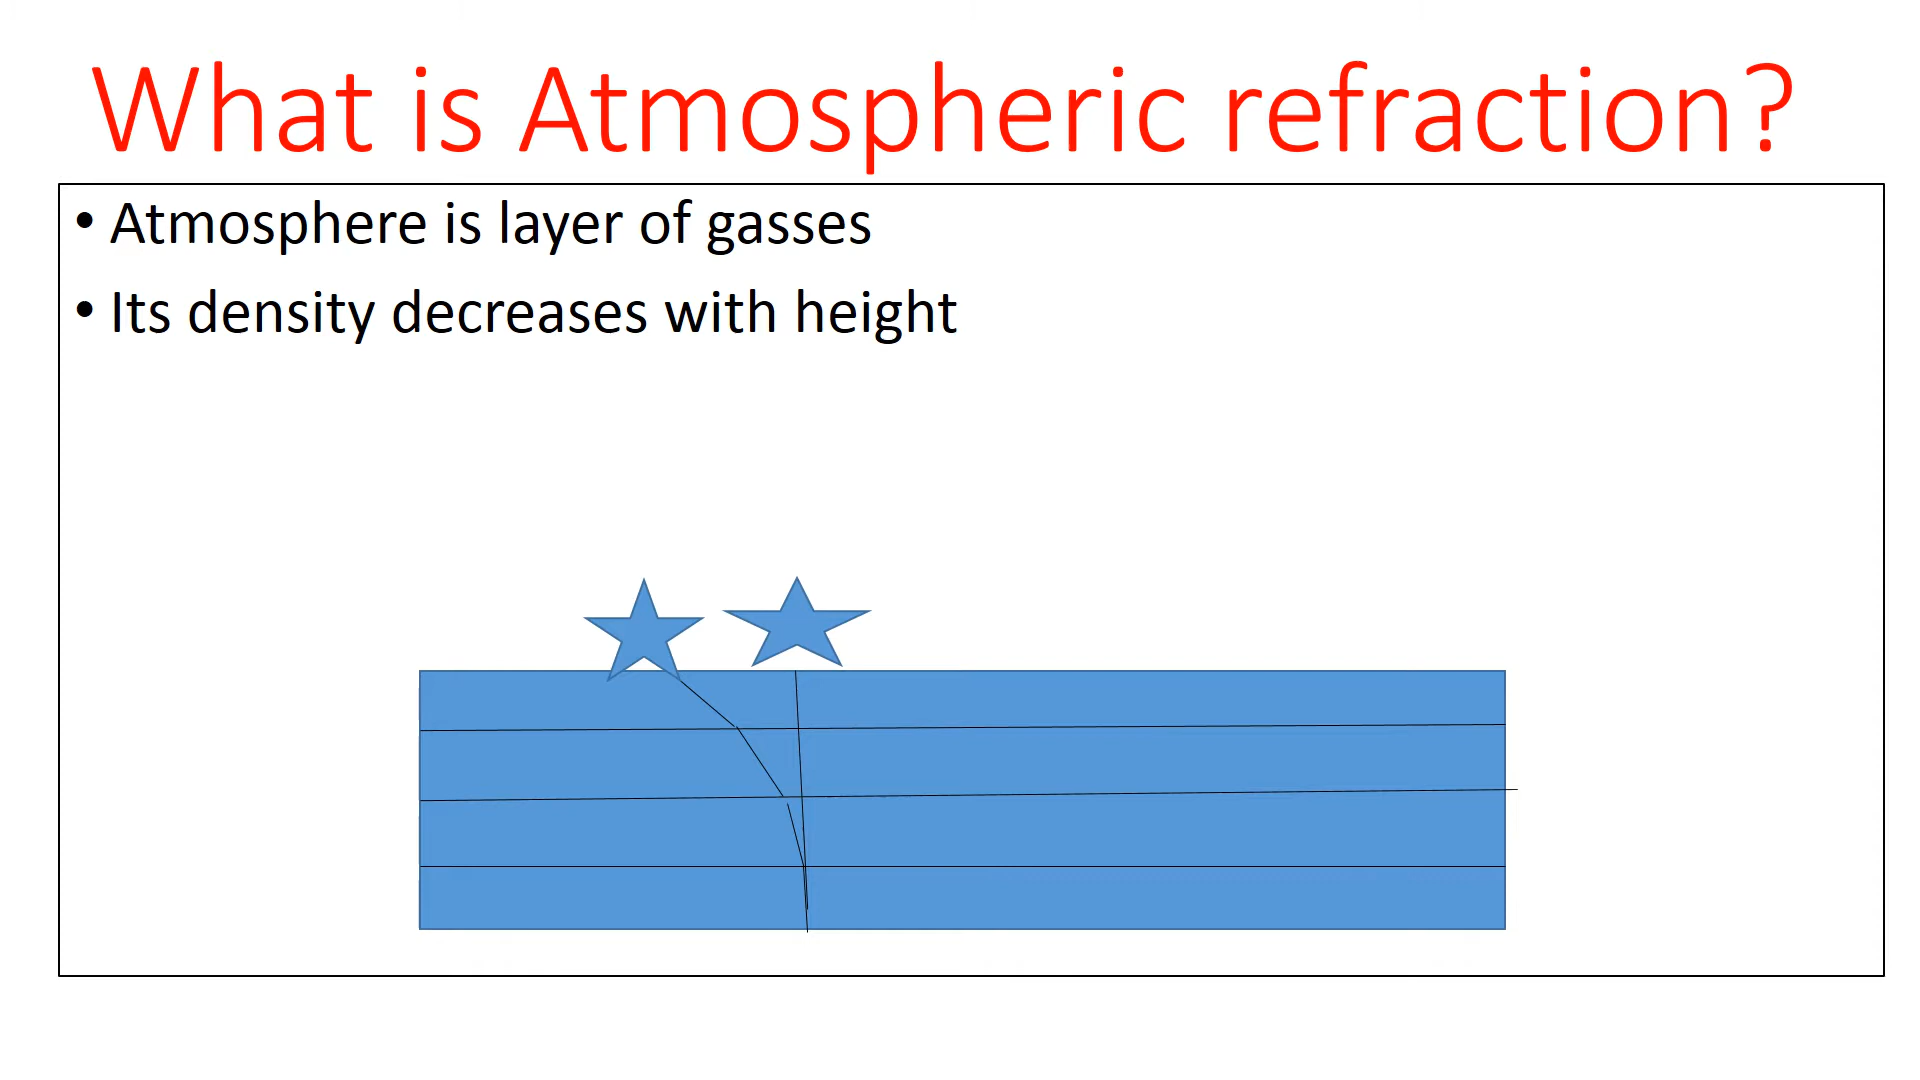 What is Atmospheric refraction?
• Atmosphere is layer of gasses
• Its density decreases with height